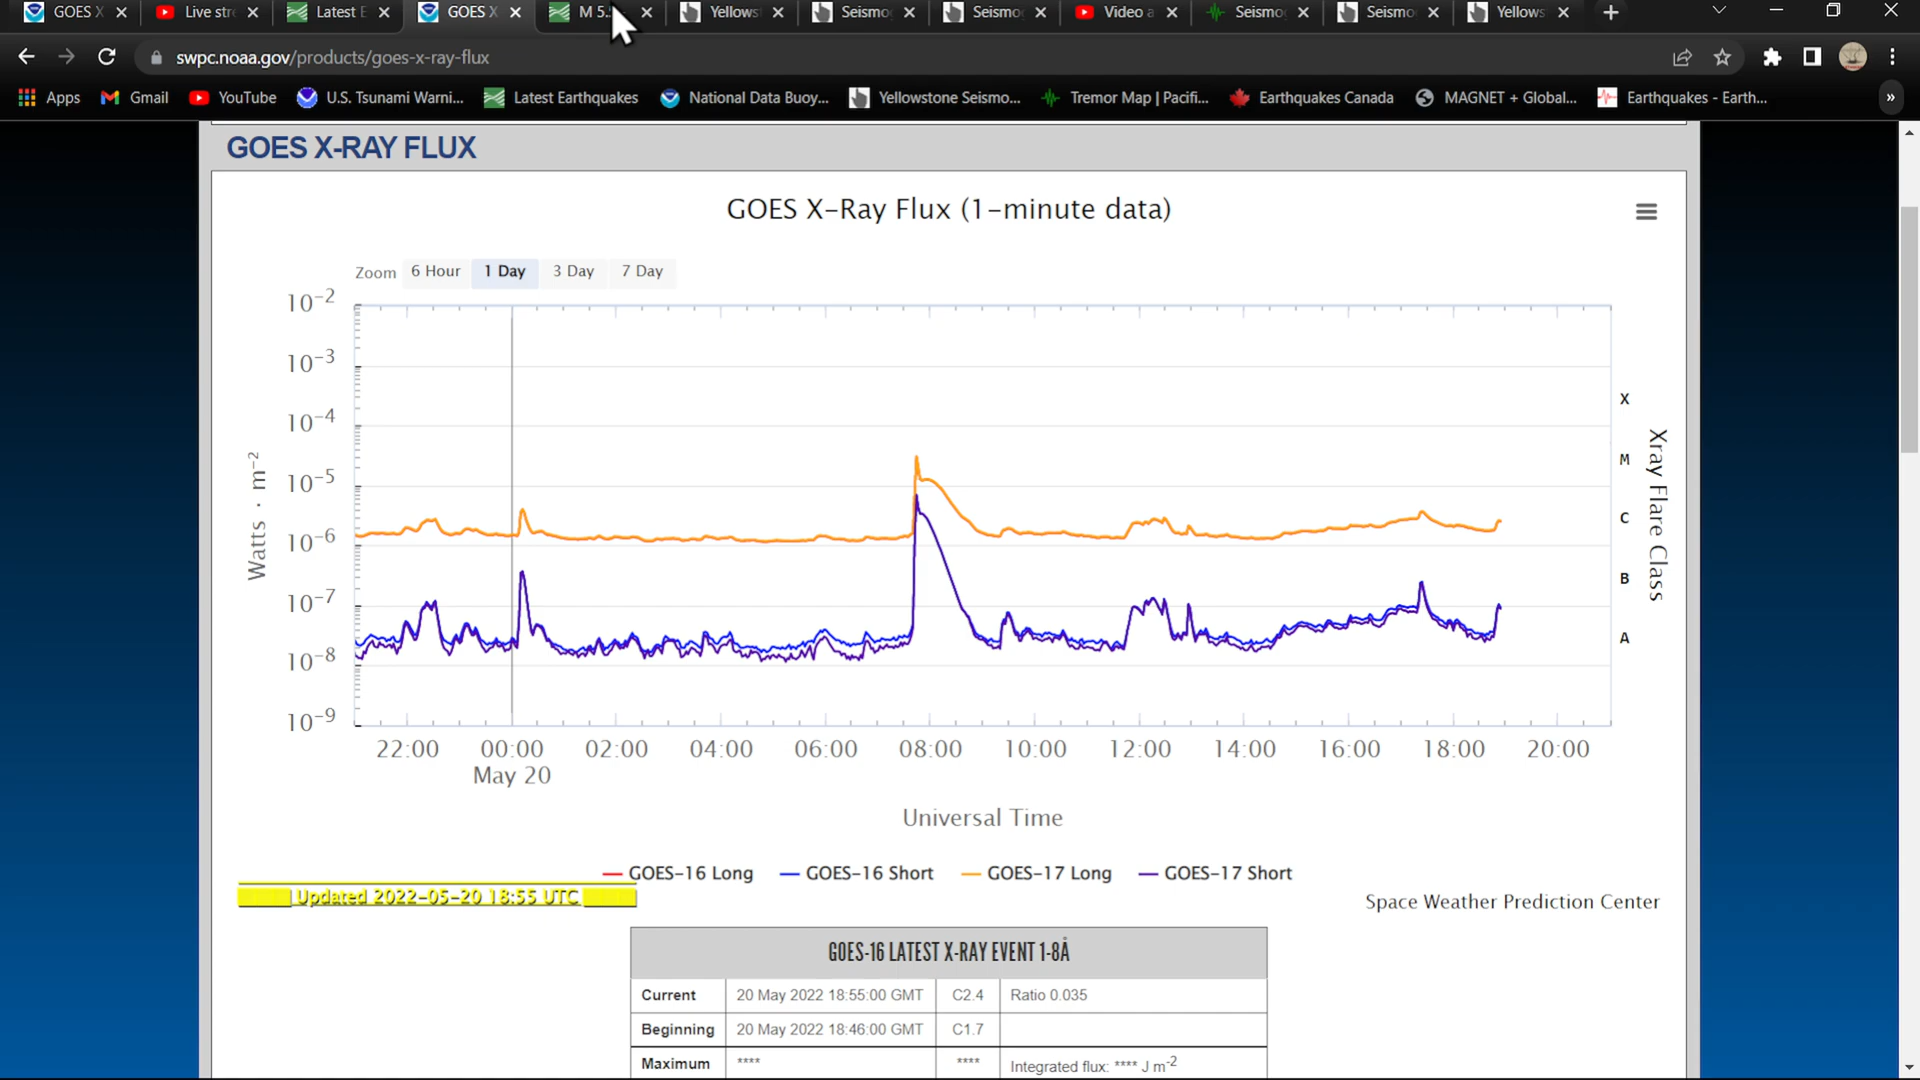 GOES X
Live stre
Latest E
GOES X
M 5.
Yellows
Seismo
Seismo
Video a
Seismo
Seismo
Yellows
swpc.noaa.gov/products/goes-x-ray-flux
Apps
Gmail
YouTube
U.S. Tsunami Warni...
Latest Earthquakes
National Data Buoy...
Yellowstone Seismo...
Tremor Map | Pacifi...
Earthquakes Canada
MAGNET + Global...
Earthquakes - Earth...
»
GOES X-RAY FLUX
GOES X-Ray Flux (1-minute data)
Zoom 6 Hour 1 Day 3 Day 7 Day
10-2
10-3
10-4
10-5
10-6
10-7
10-8
10-9
Watts · m-2
X
M
C
B
A
Xray Flare Class
22:00 00:00 02:00 04:00 06:00 08:00 10:00 12:00 14:00 16:00 18:00 20:00
May 20
Universal Time
GOES-16 Long GOES-16 Short GOES-17 Long GOES-17 Short
Updated 2022-05-20 18:55 UTC
Space Weather Prediction Center
GOES-16 LATEST X-RAY EVENT 1-8Å
Current 20 May 2022 18:55:00 GMT C2.4 Ratio 0.035
Beginning 20 May 2022 18:46:00 GMT C1.7
Maximum **** **** Integrated flux: **** J m-2